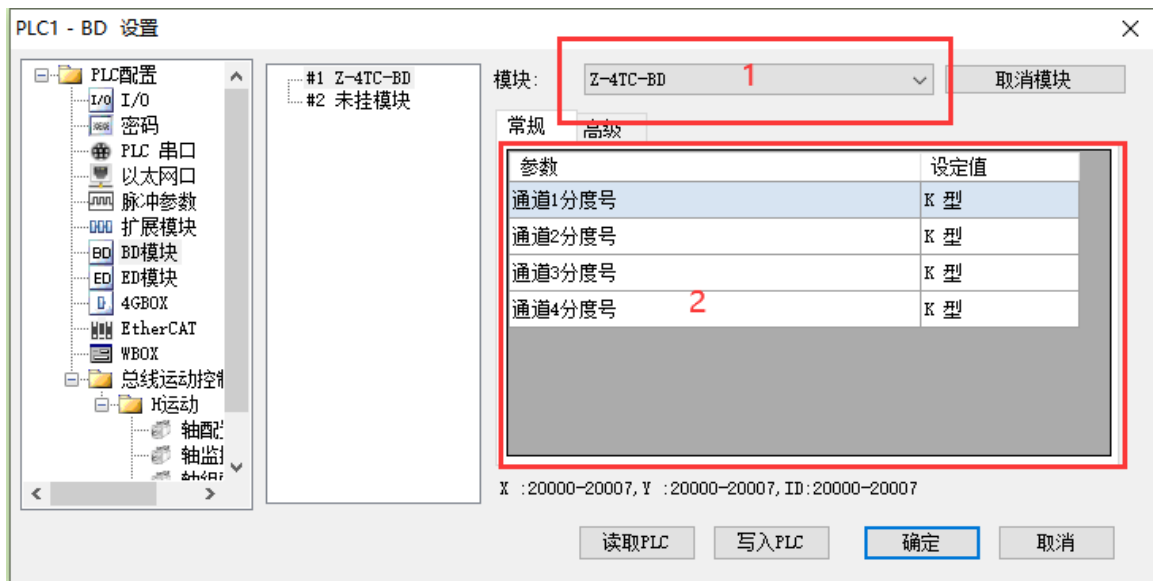 PLC1 - BD 设置
PLC配置
I/O I/O
密码
PLC 串口
以太网口
脉冲参数
扩展模块
BD BD模块
ED ED模块
4GBOX
EtherCAT
WBOX
总线运动控制
H运动
轴配
轴监
轴组
#1 Z-4TC-BD
#2 未挂模块
模块: Z-4TC-BD 1 取消模块
常规 高级
参数 设定值
通道1分度号 K 型
通道2分度号 K 型
通道3分度号 K 型
通道4分度号 2 K 型
X :20000-20007,Y :20000-20007,ID:20000-20007
读取PLC 写入PLC 确定 取消